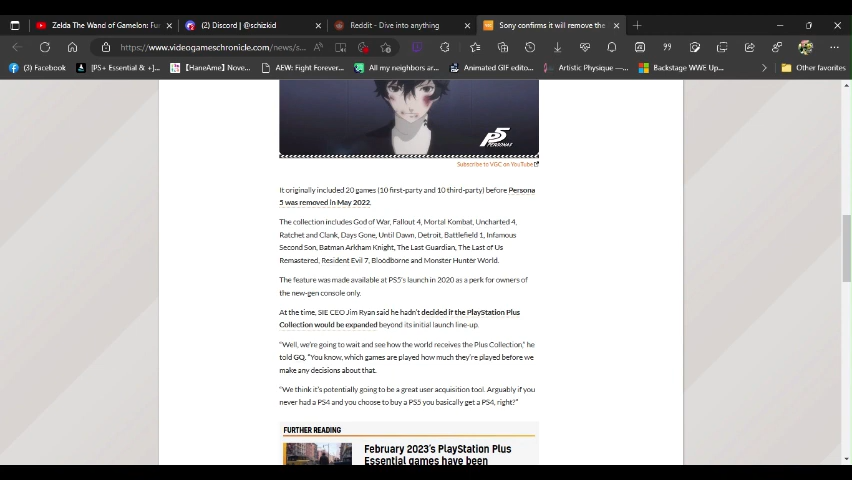 Zelda The Wand of Gamelon: Fu
(2) Discord | @schizkid
Reddit - Dive into anything
Sony confirms it will remove the
https://www.videogameschronicle.com/news/s...
(3) Facebook
[PS+ Essential &+]...
[HaneAme] Nove...
AEW: Fight Forever...
All my neighbors ar...
Animated GIF edito...
Artistic Physique —...
Backstage WWE Up...
Other favorites
P5
Subscribe to VGC on YouTube
It originally included 20 games (10 first-party and 10 third-party) before Persona
5 was removed in May 2022.
The collection includes God of War, Fallout 4, Mortal Kombat, Uncharted 4,
Ratchet and Clank, Days Gone, Until Dawn, Detroit, Battlefield 1, Infamous
Second Son, Batman Arkham Knight, The Last Guardian, The Last of Us
Remastered, Resident Evil 7, Bloodborne and Monster Hunter World.
The feature was made available at PS5's launch in 2020 as a perk for owners of
the new-gen console only.
At the time, SIE CEO Jim Ryan said he hadn't decided if the PlayStation Plus
Collection would be expanded beyond its initial launch line-up.
"Well, we're going to wait and see how the world receives the Plus Collection," he
told GQ. "You know, which games are played how much they're played before we
make any decisions about that.
"We think it's potentially going to be a great user acquisition tool. Arguably if you
never had a PS4 and you choose to buy a PS5 you basically get a PS4, right?"
FURTHER READING
February 2023's PlayStation Plus
Essential games have been